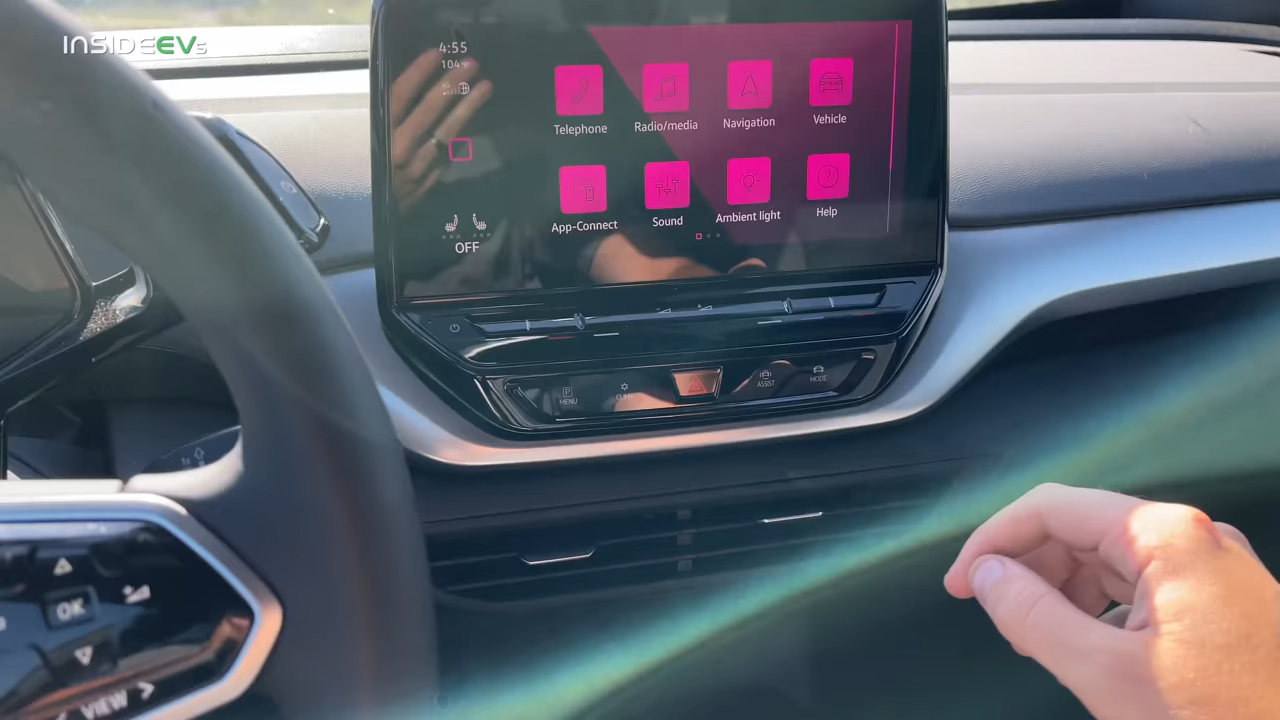 INSIDEEVs
4:55
104°F
Telephone
Radio/media
Navigation
Vehicle
App-Connect
Sound
Ambient light
Help
OFF
P
MENU
CLIMA
ASSIST
MODE
OK
VIEW